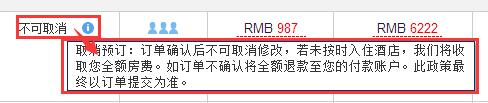 不可取消 RMB 987 RMB 6222
取消预订：订单确认后不可取消修改，若未按时入住酒店，我们将收
取您全额房费。如订单不确认将全额退款至您的付款账户。此政策最
终以订单提交为准。